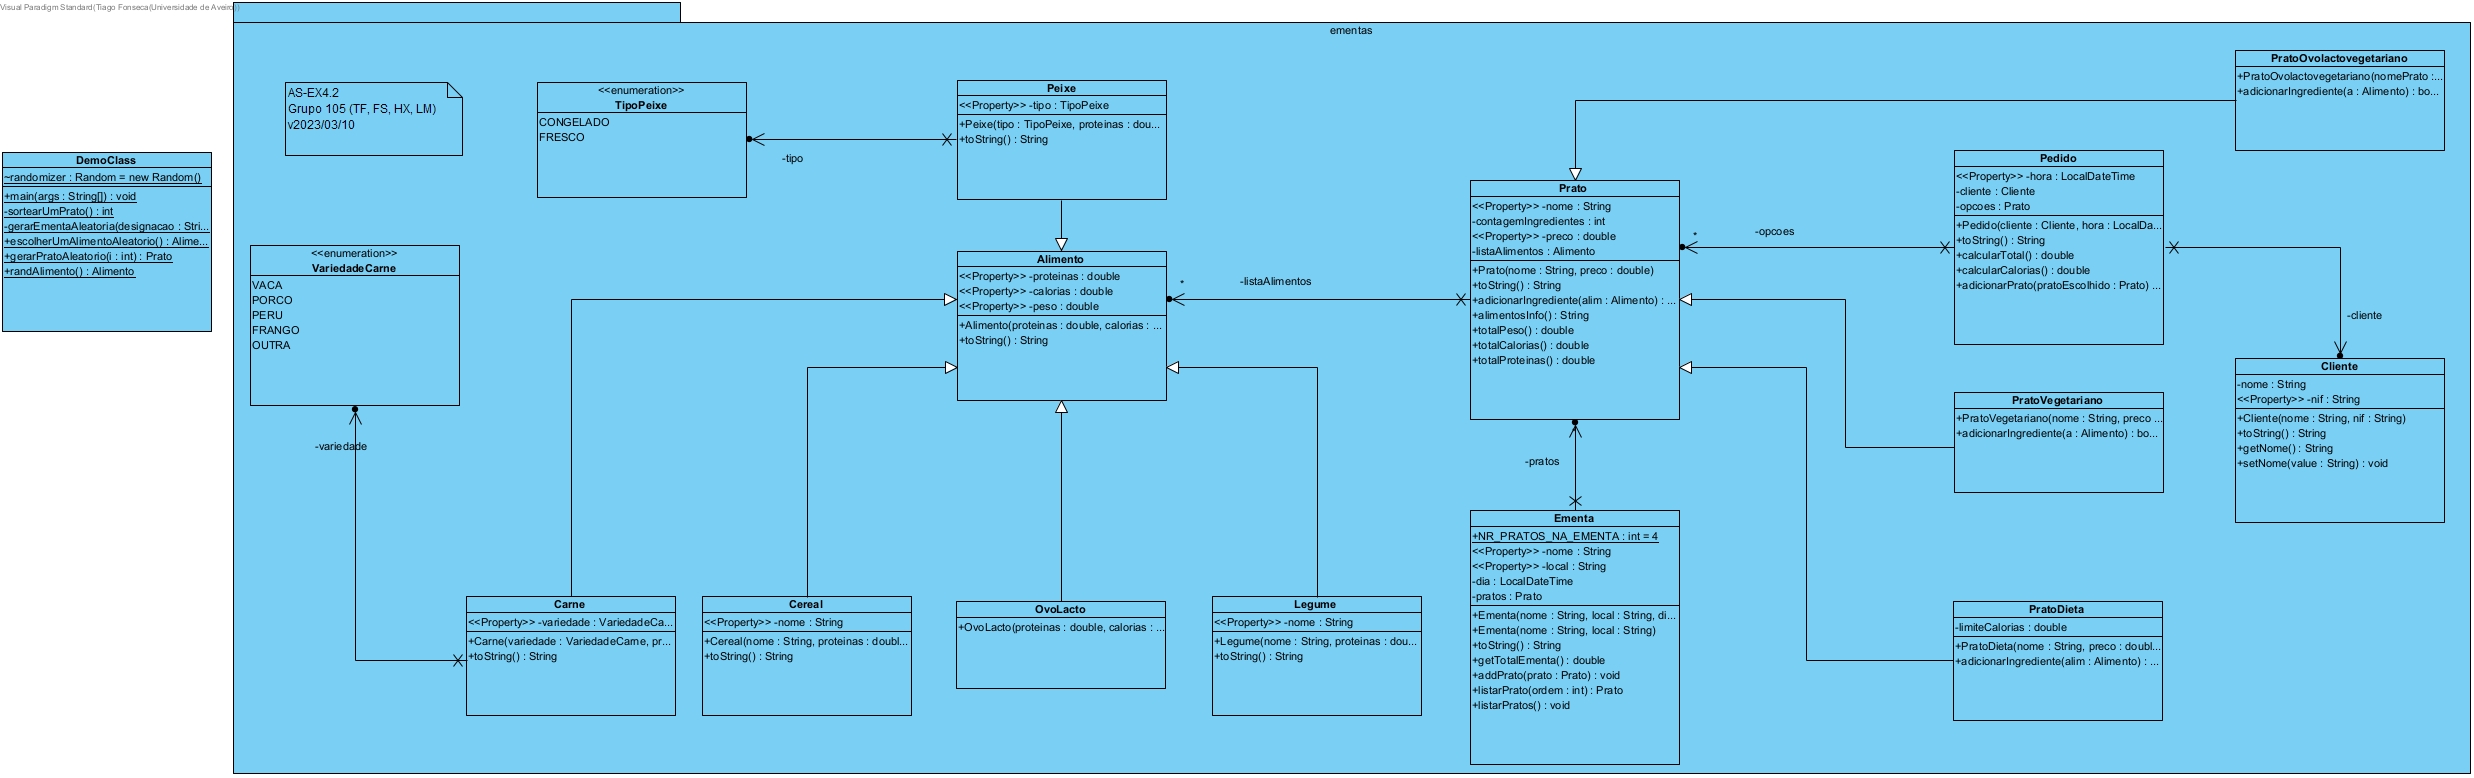 Visual Paradigm Standard(Tiago Fonseca(Universidade de Aveiro))
ementas
AS-EX4.2
Grupo 105 (TF, FS, HX, LM)
v2023/03/10
DemoClass
~randomizer : Random = new Random()
+main(args : String[]) : void
-sortearUmPrato() : int
-gerarEmentaAleatoria(designacao : Stri...
+escolherUmAlimentoAleatorio() : Alime...
+gerarPratoAleatorio(i : int) : Prato
+randAlimento() : Alimento
<<enumeration>>
TipoPeixe
CONGELADO
FRESCO
-tipo
Peixe
<<Property>> -tipo : TipoPeixe
+Peixe(tipo : TipoPeixe, proteinas : dou...
+toString() : String
<<enumeration>>
VariedadeCarne
VACA
PORCO
PERU
FRANGO
OUTRA
-variedade
Alimento
<<Property>> -proteinas : double
<<Property>> -calorias : double
<<Property>> -peso : double
+Alimento(proteinas : double, calorias : ...
+toString() : String
*
-listaAlimentos
Prato
<<Property>> -nome : String
-contagemIngredientes : int
<<Property>> -preco : double
-listaAlimentos : Alimento
+Prato(nome : String, preco : double)
+toString() : String
+adicionarIngrediente(alim : Alimento) : ...
+alimentosInfo() : String
+totalPeso() : double
+totalCalorias() : double
+totalProteinas() : double
*
-opcoes
Pedido
<<Property>> -hora : LocalDateTime
-cliente : Cliente
-opcoes : Prato
+Pedido(cliente : Cliente, hora : LocalDa...
+toString() : String
+calcularTotal() : double
+calcularCalorias() : double
+adicionarPrato(pratoEscolhido : Prato) ...
PratoOvolactovegetariano
+PratoOvolactovegetariano(nomePrato :...
+adicionarIngrediente(a : Alimento) : bo...
-cliente
Cliente
-nome : String
<<Property>> -nif : String
+Cliente(nome : String, nif : String)
+toString() : String
+getNome() : String
+setNome(value : String) : void
PratoVegetariano
+PratoVegetariano(nome : String, preco ...
+adicionarIngrediente(a : Alimento) : bo...
-pratos
Ementa
+NR_PRATOS_NA_EMENTA : int = 4
<<Property>> -nome : String
<<Property>> -local : String
-dia : LocalDateTime
-pratos : Prato
+Ementa(nome : String, local : String, di...
+Ementa(nome : String, local : String)
+toString() : String
+getTotalEmenta() : double
+addPrato(prato : Prato) : void
+listarPrato(ordem : int) : Prato
+listarPratos() : void
Carne
<<Property>> -variedade : VariedadeCa...
+Carne(variedade : VariedadeCarne, pr...
+toString() : String
Cereal
<<Property>> -nome : String
+Cereal(nome : String, proteinas : doubl...
+toString() : String
OvoLacto
+OvoLacto(proteinas : double, calorias : ...
Legume
<<Property>> -nome : String
+Legume(nome : String, proteinas : dou...
+toString() : String
PratoDieta
-limiteCalorias : double
+PratoDieta(nome : String, preco : doubl...
+adicionarIngrediente(alim : Alimento) : ...